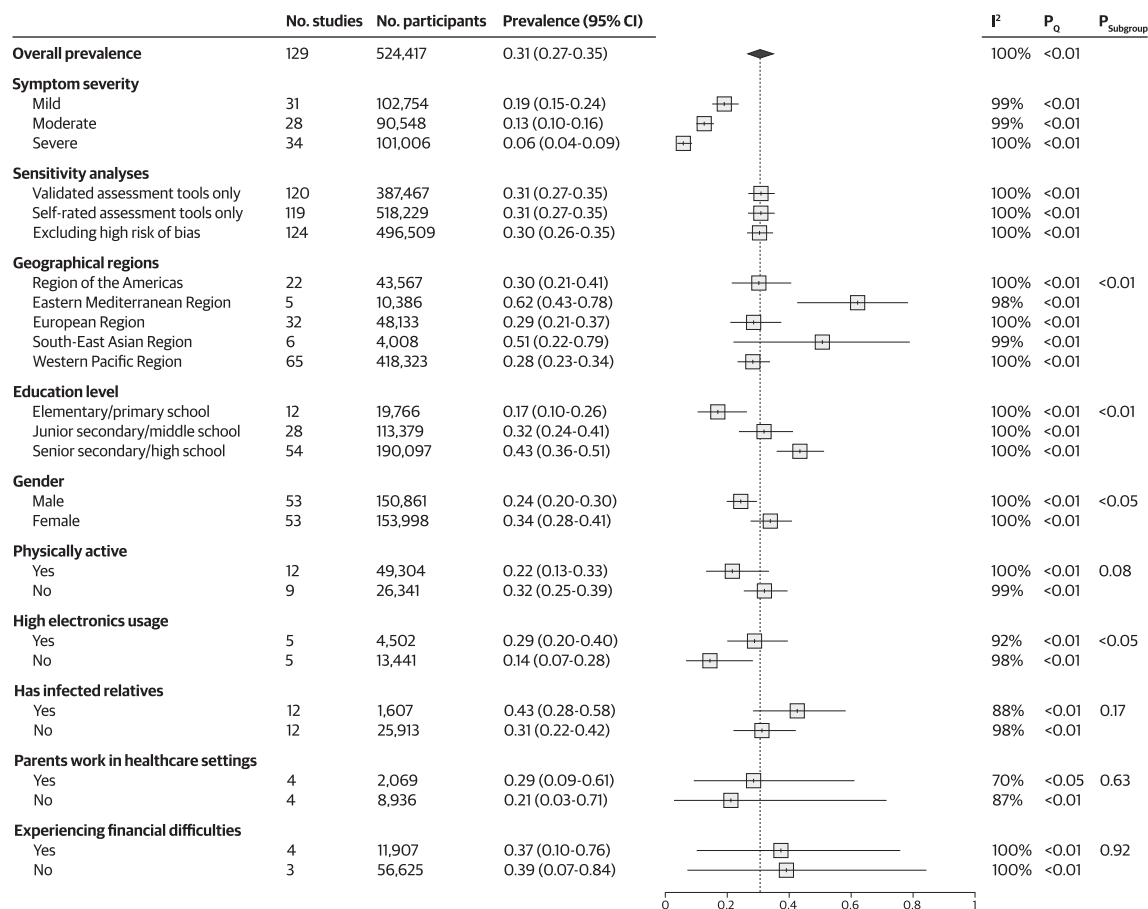 No. studies No. participants Prevalence (95% CI) I² P_Q P_Subgroup
Overall prevalence 129 524,417 0.31 (0.27-0.35) 100% <0.01
Symptom severity
Mild 31 102,754 0.19 (0.15-0.24) 99% <0.01
Moderate 28 90,548 0.13 (0.10-0.16) 99% <0.01
Severe 34 101,006 0.06 (0.04-0.09) 100% <0.01
Sensitivity analyses
Validated assessment tools only 120 387,467 0.31 (0.27-0.35) 100% <0.01
Self-rated assessment tools only 119 518,229 0.31 (0.27-0.35) 100% <0.01
Excluding high risk of bias 124 496,509 0.30 (0.26-0.35) 100% <0.01
Geographical regions
Region of the Americas 22 43,567 0.30 (0.21-0.41) 100% <0.01 <0.01
Eastern Mediterranean Region 5 10,386 0.62 (0.43-0.78) 98% <0.01
European Region 32 48,133 0.29 (0.21-0.37) 100% <0.01
South-East Asian Region 6 4,008 0.51 (0.22-0.79) 99% <0.01
Western Pacific Region 65 418,323 0.28 (0.23-0.34) 100% <0.01
Education level
Elementary/primary school 12 19,766 0.17 (0.10-0.26) 100% <0.01 <0.01
Junior secondary/middle school 28 113,379 0.32 (0.24-0.41) 100% <0.01
Senior secondary/high school 54 190,097 0.43 (0.36-0.51) 100% <0.01
Gender
Male 53 150,861 0.24 (0.20-0.30) 100% <0.01 <0.05
Female 53 153,998 0.34 (0.28-0.41) 100% <0.01
Physically active
Yes 12 49,304 0.22 (0.13-0.33) 100% <0.01 0.08
No 9 26,341 0.32 (0.25-0.39) 99% <0.01
High electronics usage
Yes 5 4,502 0.29 (0.20-0.40) 92% <0.01 <0.05
No 5 13,441 0.14 (0.07-0.28) 98% <0.01
Has infected relatives
Yes 12 1,607 0.43 (0.28-0.58) 88% <0.01 0.17
No 12 25,913 0.31 (0.22-0.42) 98% <0.01
Parents work in healthcare settings
Yes 4 2,069 0.29 (0.09-0.61) 70% <0.05 0.63
No 4 8,936 0.21 (0.03-0.71) 87% <0.01
Experiencing financial difficulties
Yes 4 11,907 0.37 (0.10-0.76) 100% <0.01 0.92
No 3 56,625 0.39 (0.07-0.84) 100% <0.01
0 0.2 0.4 0.6 0.8 1